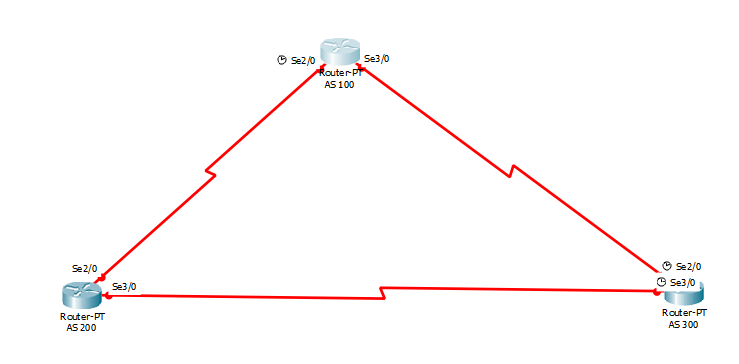 Se2/0
Se3/0
Router-PT
AS 100
Se2/0
Se3/0
Router-PT
AS 200
Se2/0
Se3/0
Router-PT
AS 300